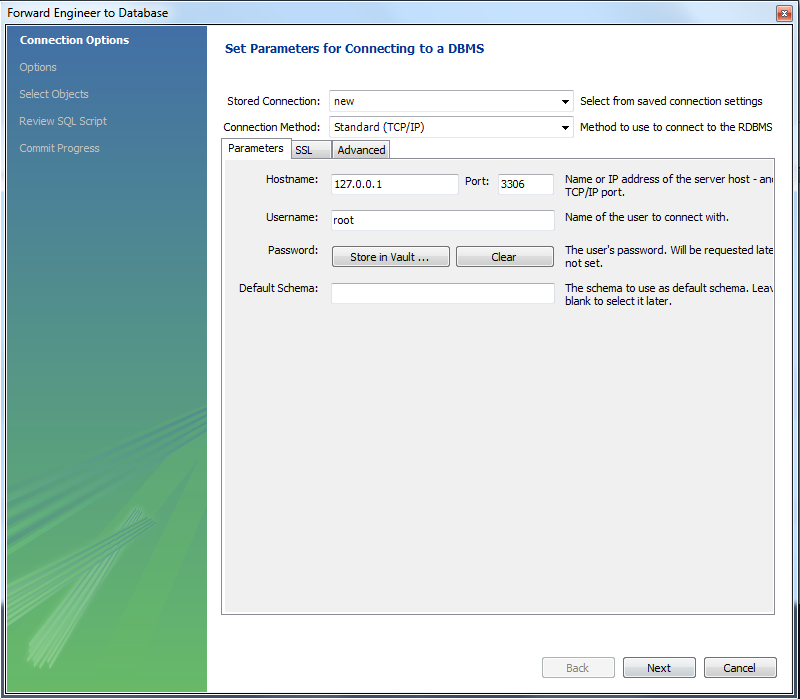 Forward Engineer to Database
Connection Options
Options
Select Objects
Review SQL Script
Commit Progress
Set Parameters for Connecting to a DBMS
Stored Connection: new Select from saved connection settings
Connection Method: Standard (TCP/IP) Method to use to connect to the RDBMS
Parameters SSL Advanced
Hostname: 127.0.0.1 Port: 3306 Name or IP address of the server host - and
TCP/IP port.
Username: root Name of the user to connect with.
Password: Store in Vault ... Clear The user's password. Will be requested late
not set.
Default Schema: The schema to use as default schema. Leav
blank to select it later.
Back Next Cancel